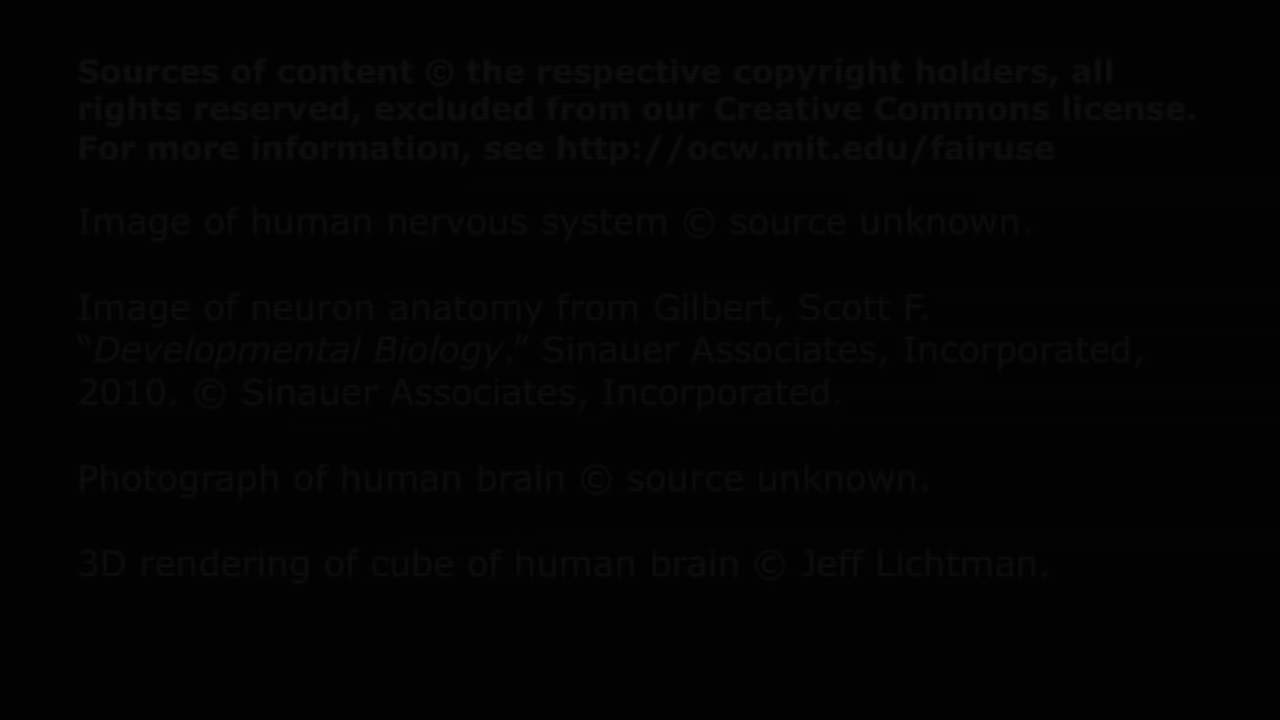 Sources of content © the respective copyright holders, all
rights reserved, excluded from our Creative Commons license.
For more information, see http://ocw.mit.edu/fairuse
Image of human nervous system © source unknown.
Image of neuron anatomy from Gilbert, Scott F.
“Developmental Biology.” Sinauer Associates, Incorporated,
2010. © Sinauer Associates, Incorporated.
Photograph of human brain © source unknown.
3D rendering of cube of human brain © Jeff Lichtman.